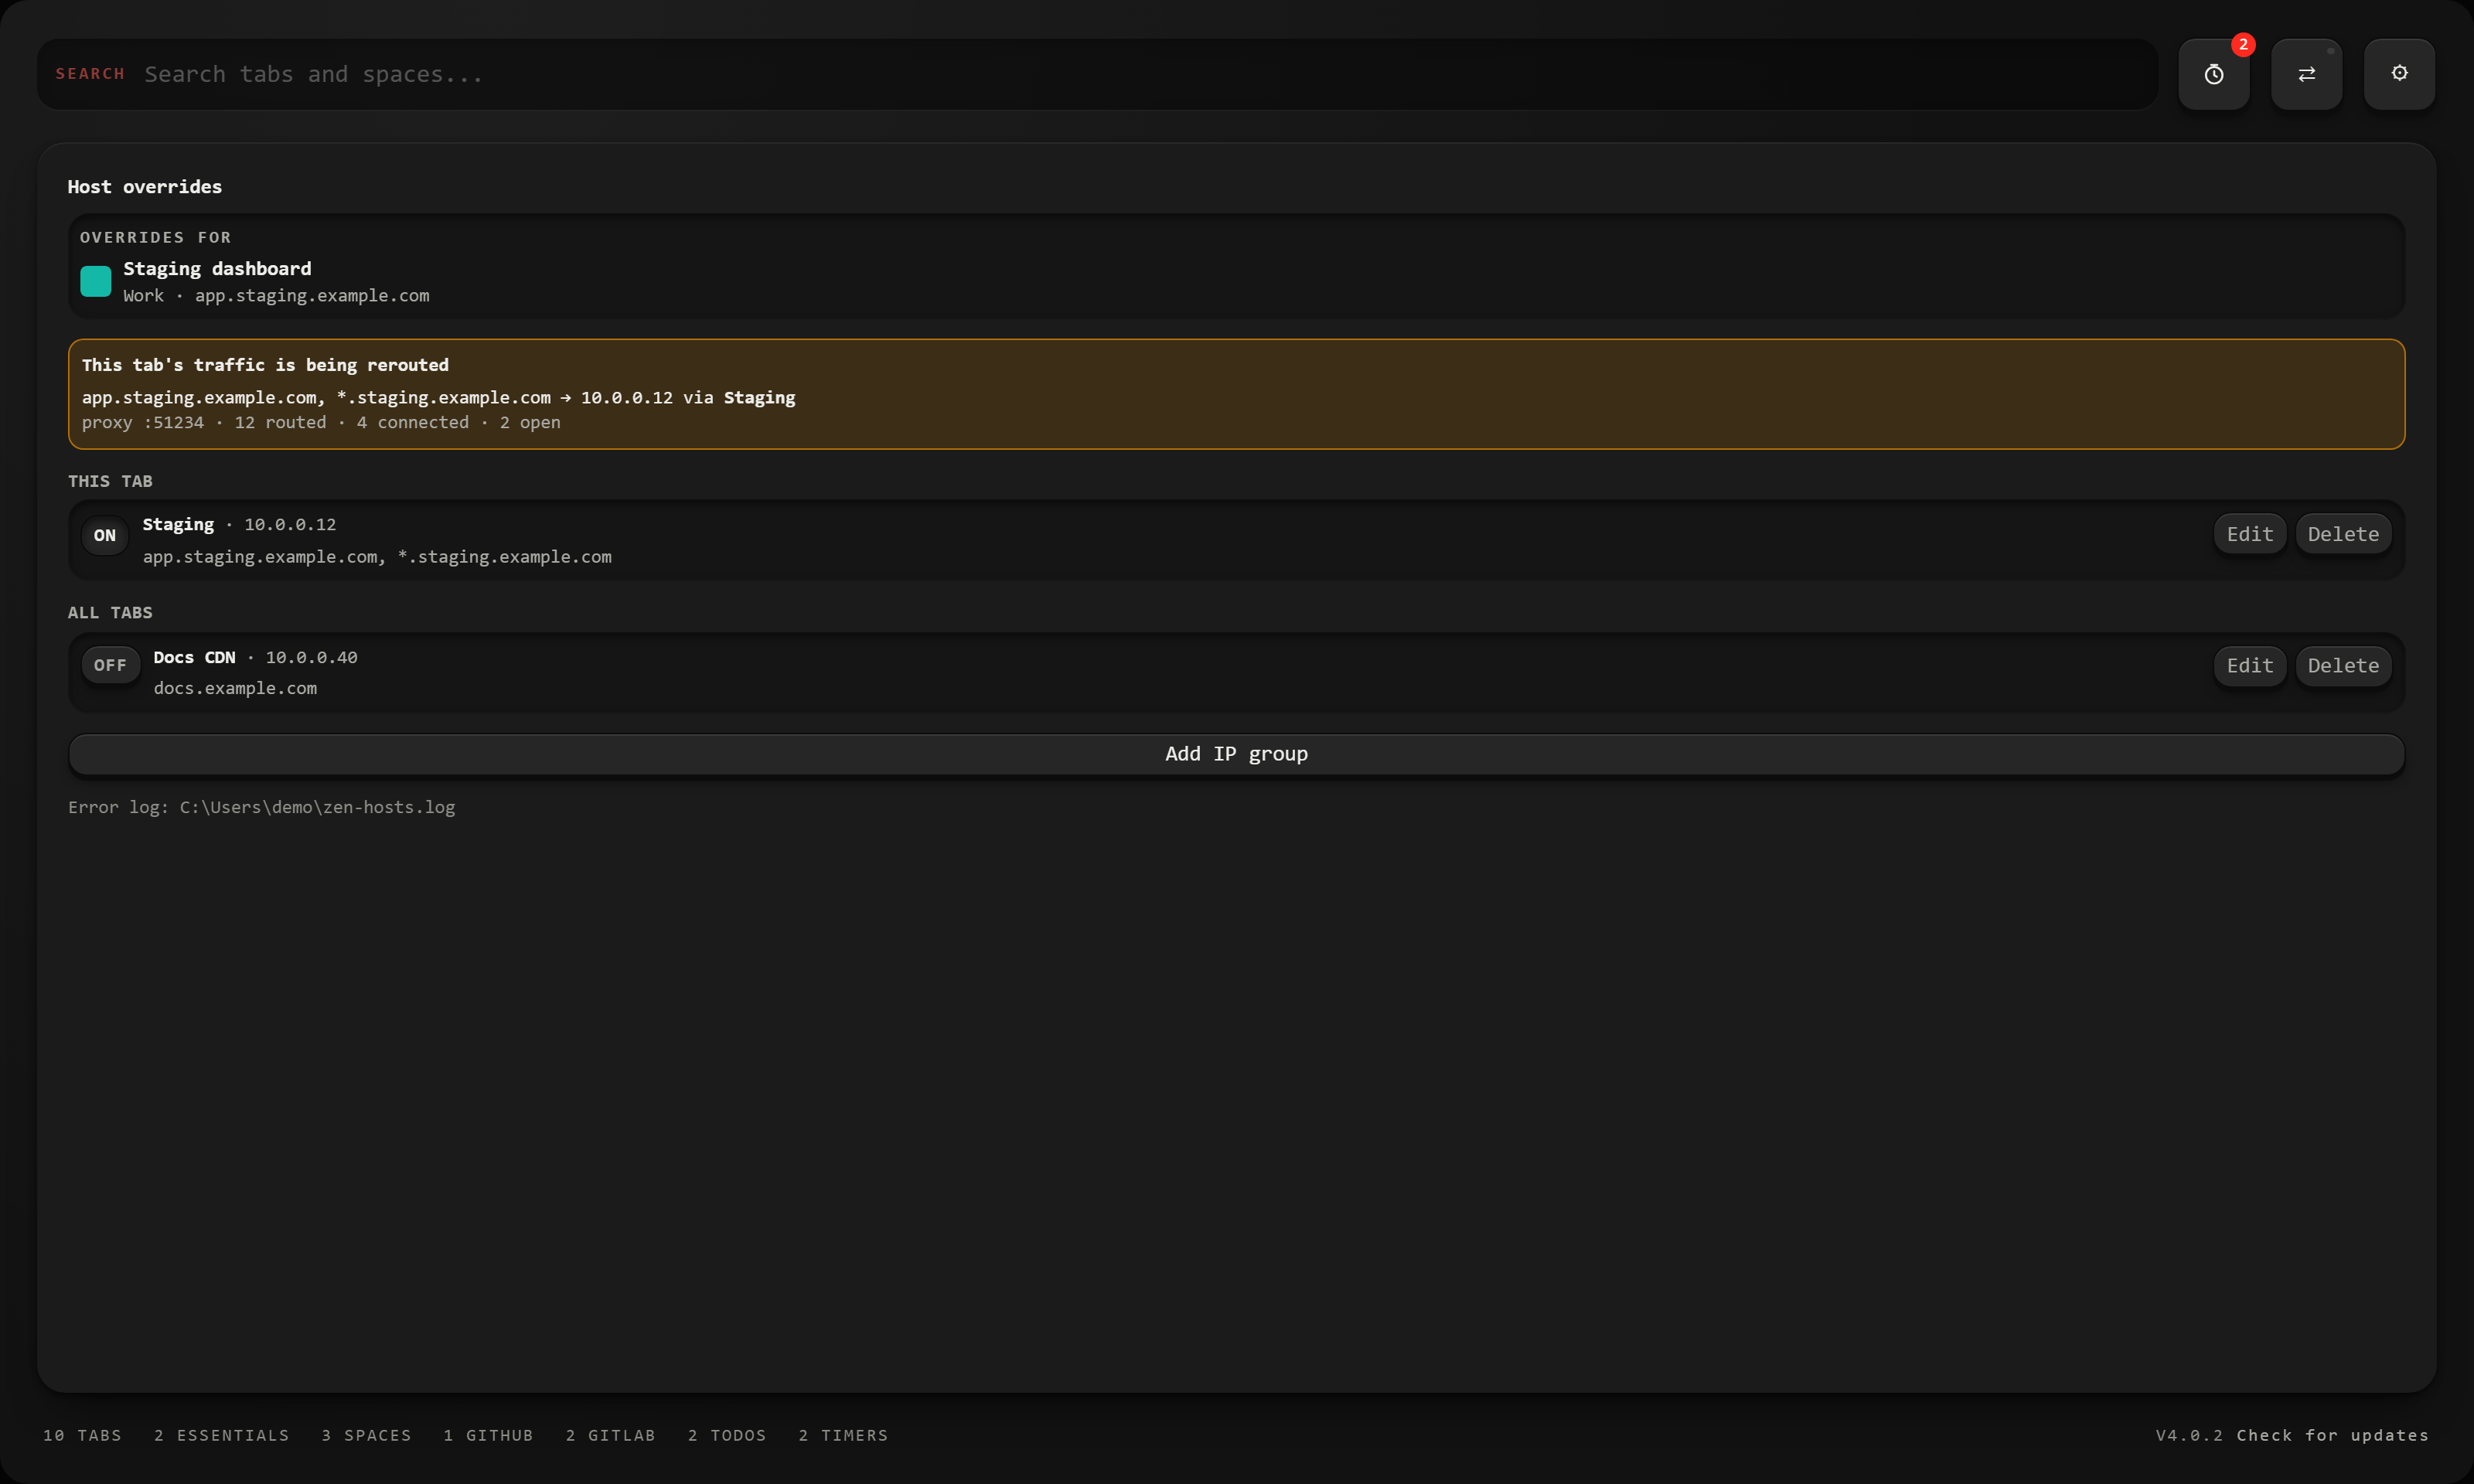 SEARCH Search tabs and spaces...
2
Host overrides
OVERRIDES FOR
Staging dashboard
Work · app.staging.example.com
This tab's traffic is being rerouted
app.staging.example.com, *.staging.example.com → 10.0.0.12 via Staging
proxy :51234 · 12 routed · 4 connected · 2 open
THIS TAB
ON Staging · 10.0.0.12
app.staging.example.com, *.staging.example.com
Edit Delete
ALL TABS
OFF Docs CDN · 10.0.0.40
docs.example.com
Edit Delete
Add IP group
Error log: C:\Users\demo\zen-hosts.log
10 TABS 2 ESSENTIALS 3 SPACES 1 GITHUB 2 GITLAB 2 TODOS 2 TIMERS
V4.0.2 Check for updates